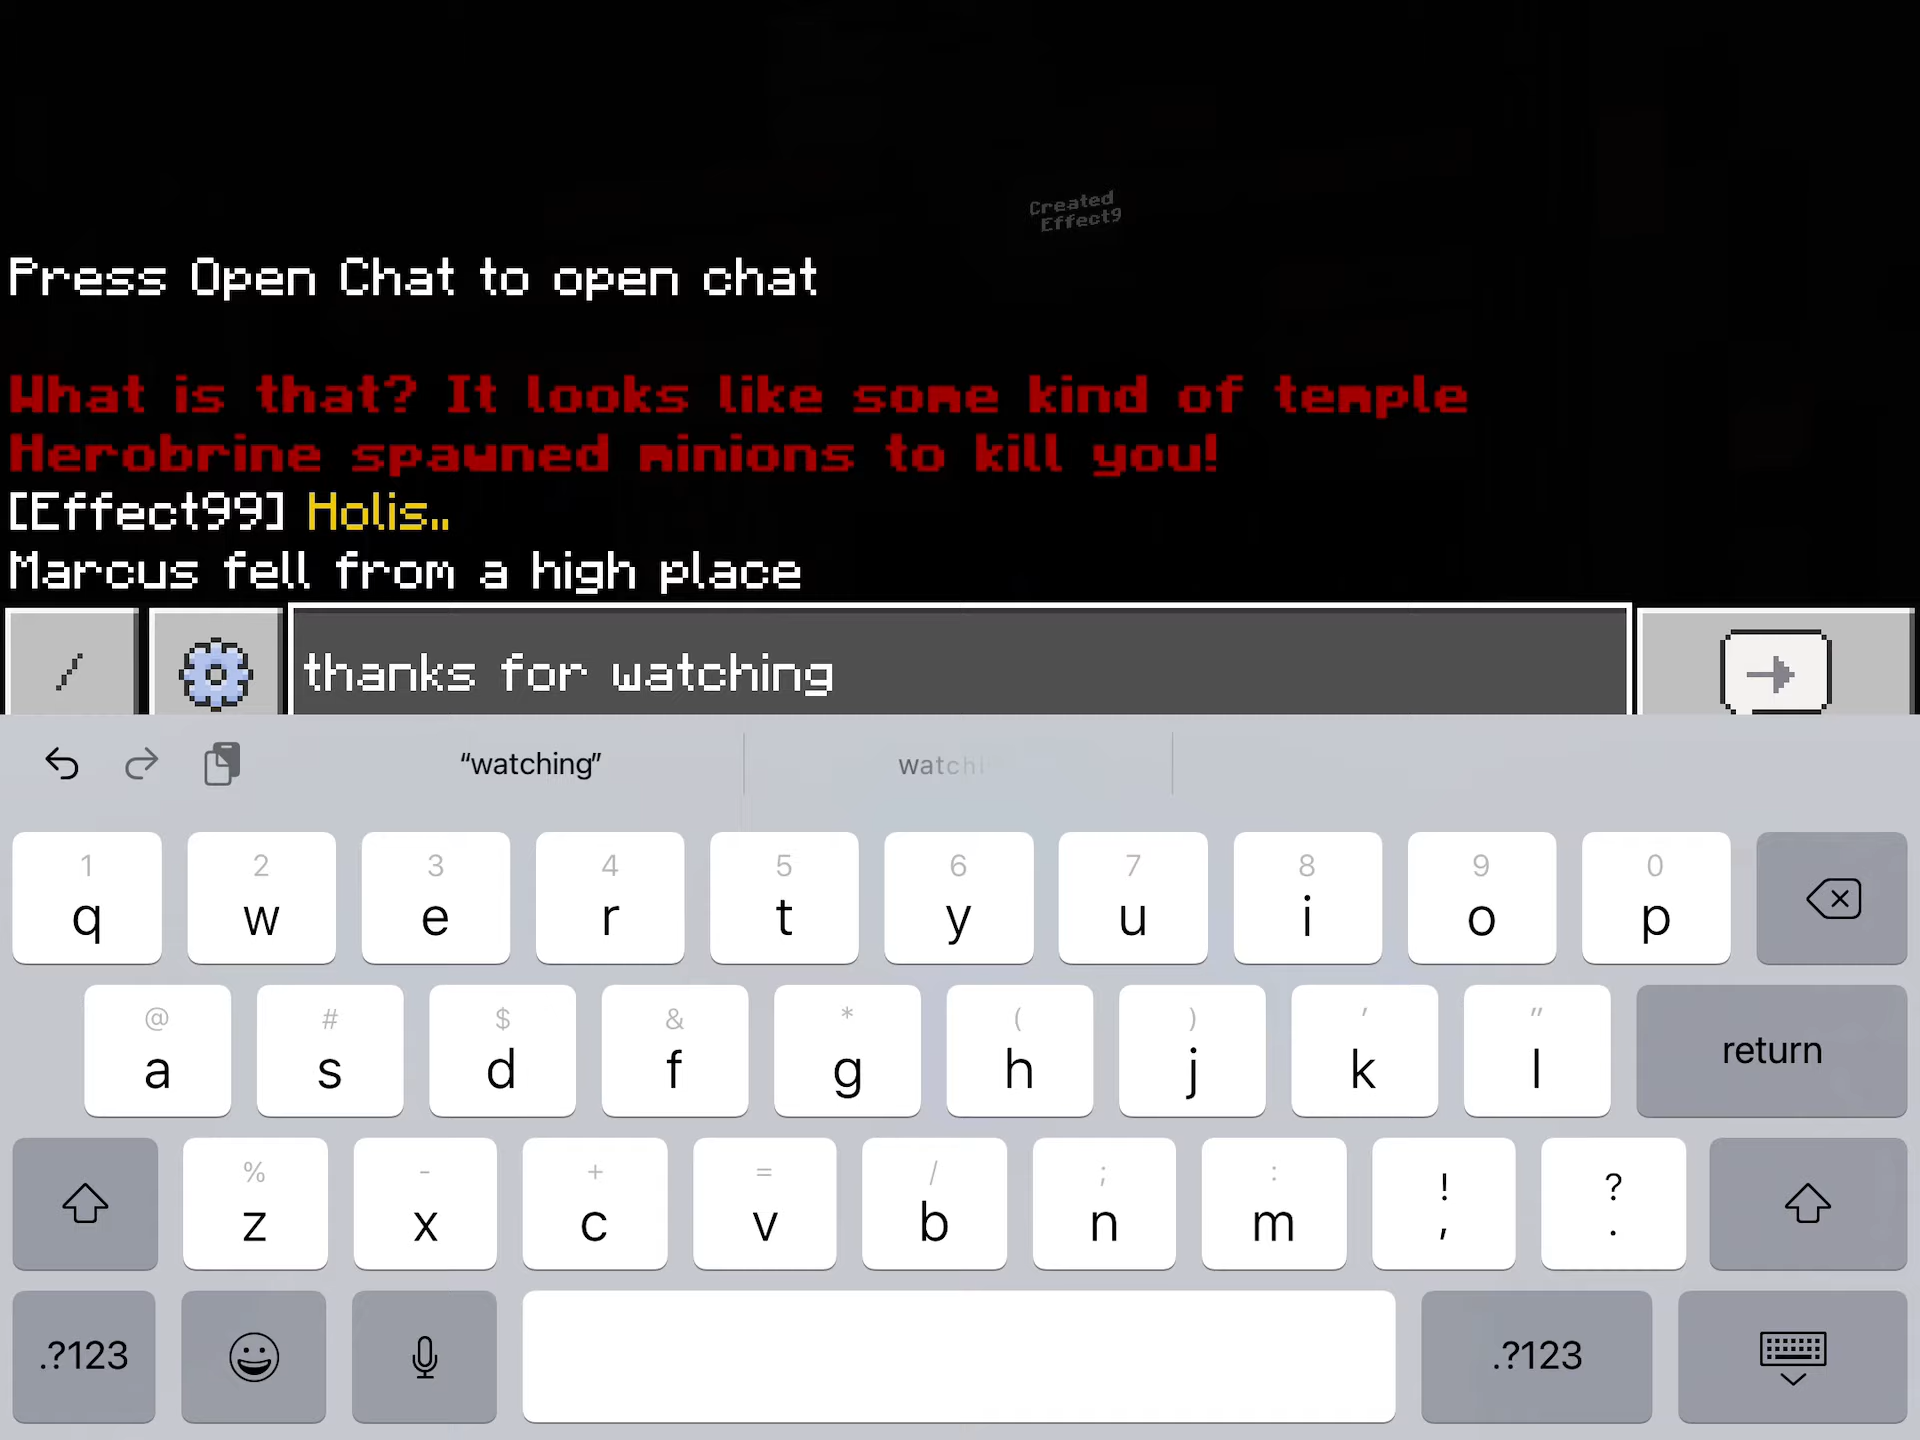 Created
Effect9
Press Open Chat to open chat
What is that? It looks like some kind of temple
Herobrine spawned minions to kill you!
[Effect99] Holis..
Marcus fell from a high place
/
thanks for watching
“watching”
1 2 3 4 5 6 7 8 9 0
q w e r t y u i o p
@ # $ & * ( ) ' "
a s d f g h j k l return
% - + = / ; : ! ?
z x c v b n m , .
.?123 .?123